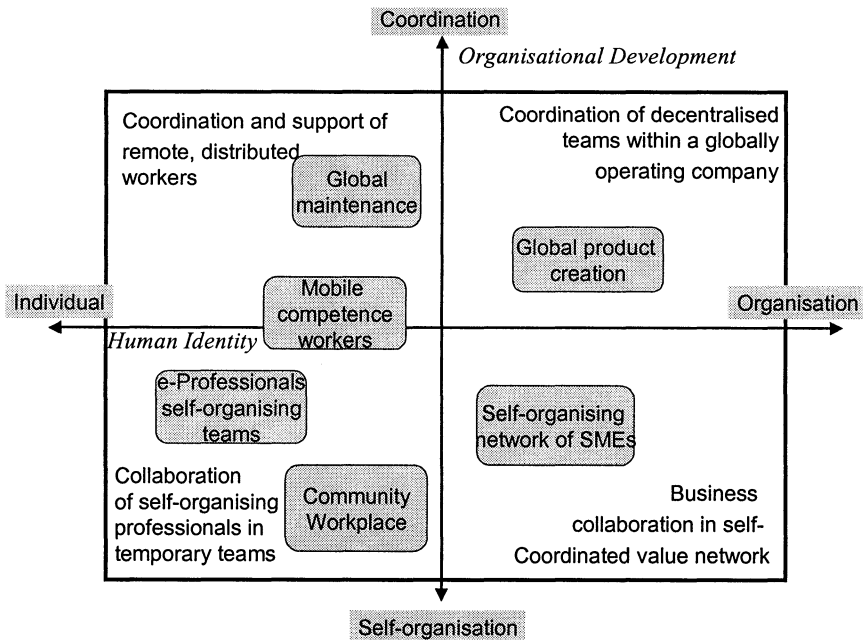 Coordination
Organisational Development
Coordination and support of
remote, distributed
workers
Coordination of decentralised
teams within a globally
operating company
Global
maintenance
Global product
creation
Individual
Mobile
competence
workers
Organisation
Human Identity
e-Professionals
self-organising
teams
Self-organising
network of SMEs
Collaboration
of self-organising
professionals in
temporary teams
Community
Workplace
Business
collaboration in self-
Coordinated value network
Self-organisation